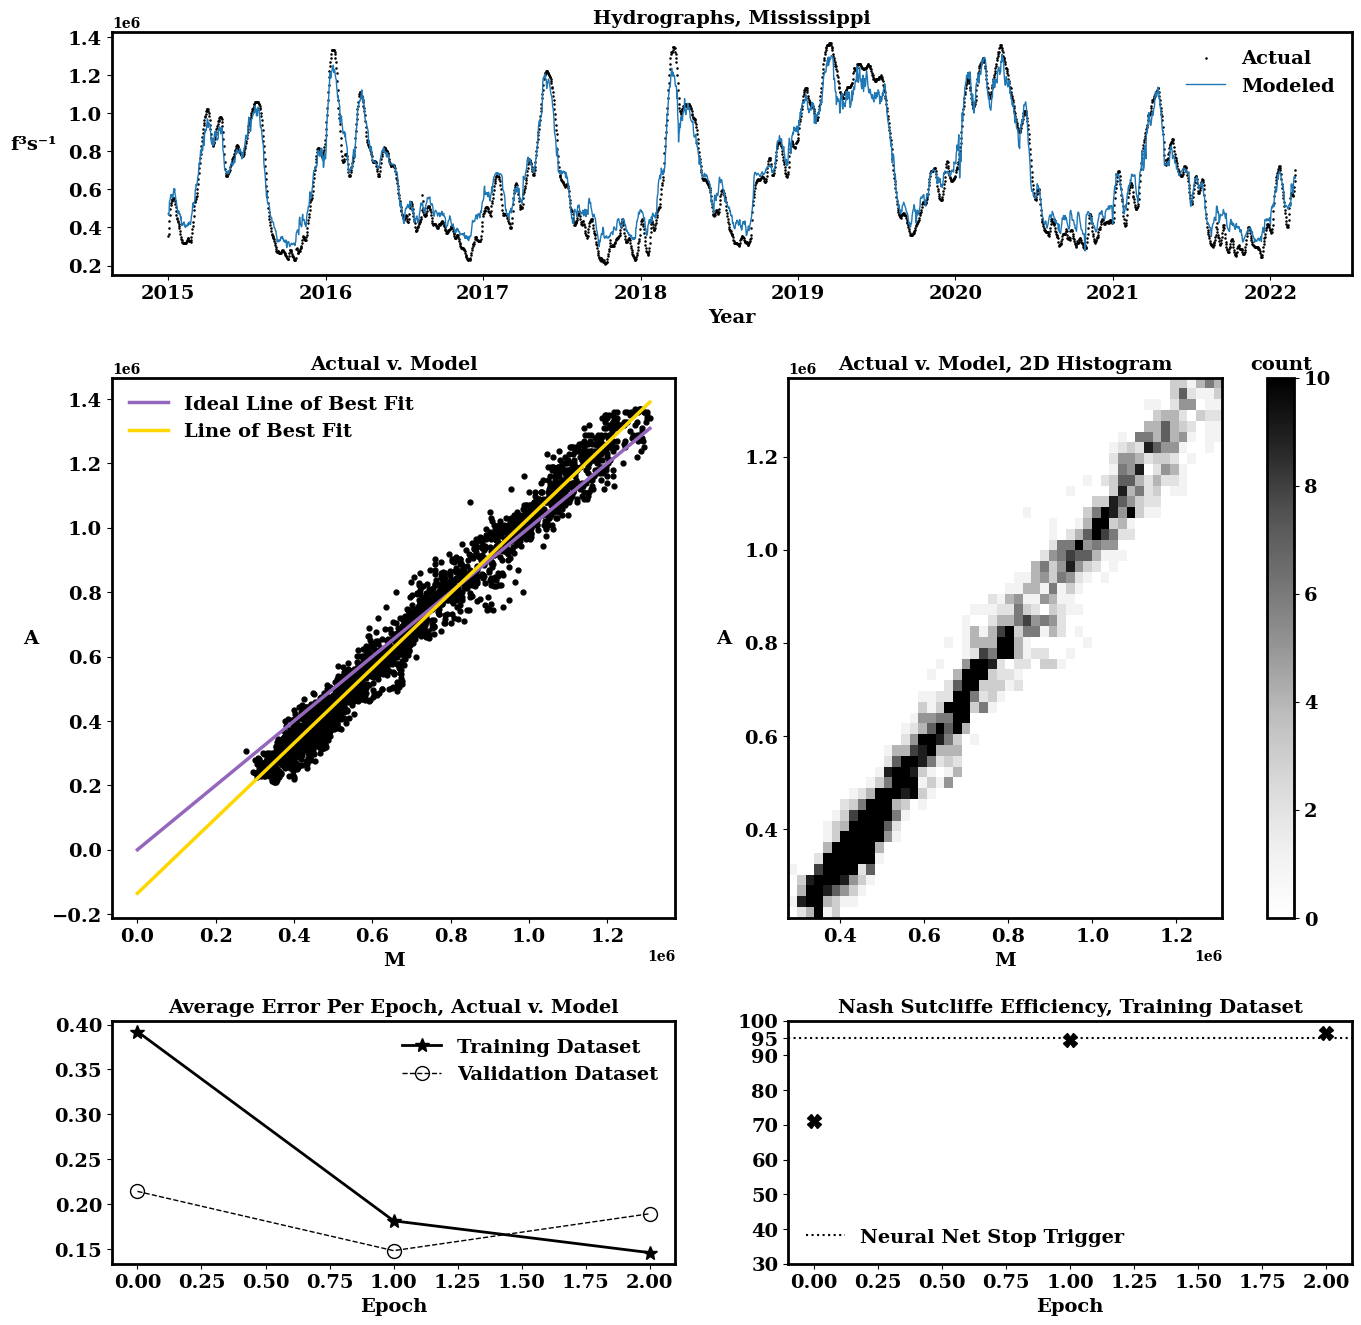 Hydrographs, Mississippi
1e6
1.4
1.2
1.0
0.8
0.6
0.4
0.2
f³s⁻¹
Actual
Modeled
2015 2016 2017 2018 2019 2020 2021 2022
Year
Actual v. Model
1e6
1.4
1.2
1.0
0.8
0.6
0.4
0.2
0.0
−0.2
A
Ideal Line of Best Fit
Line of Best Fit
0.0 0.2 0.4 0.6 0.8 1.0 1.2
1e6
M
Actual v. Model, 2D Histogram
1e6
1.2
1.0
0.8
0.6
0.4
A
0.4 0.6 0.8 1.0 1.2
1e6
M
count
10
8
6
4
2
0
Average Error Per Epoch, Actual v. Model
0.40
0.35
0.30
0.25
0.20
0.15
Training Dataset
Validation Dataset
0.00 0.25 0.50 0.75 1.00 1.25 1.50 1.75 2.00
Epoch
Nash Sutcliffe Efficiency, Training Dataset
100
95
90
80
70
60
50
40
30
Neural Net Stop Trigger
0.00 0.25 0.50 0.75 1.00 1.25 1.50 1.75 2.00
Epoch